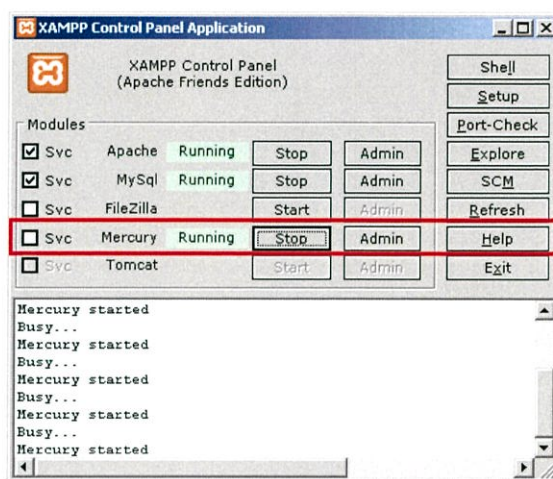 XAMPP Control Panel Application
XAMPP Control Panel
(Apache Friends Edition)
Shell
Setup
Port-Check
Explore
SCM
Refresh
Help
Exit
Modules
Svc Apache Running Stop Admin
Svc MySql Running Stop Admin
Svc FileZilla Start Admin
Svc Mercury Running Stop Admin
Svc Tomcat Start Admin
Mercury started
Busy...
Mercury started
Busy...
Mercury started
Busy...
Mercury started
Busy...
Mercury started